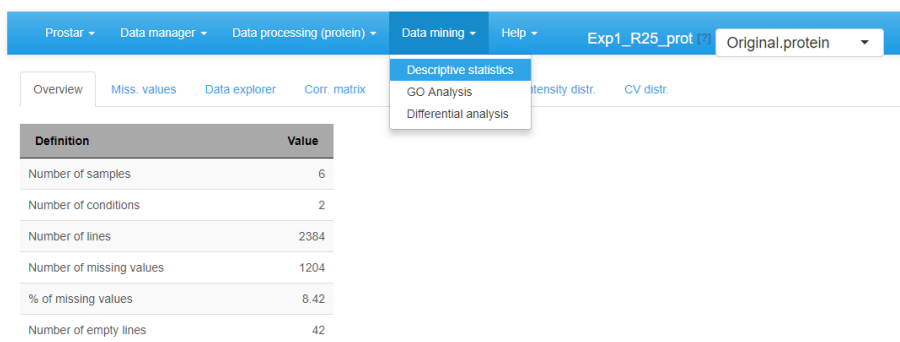 Prostar Data manager Data processing (protein) Data mining Help Exp1_R25_prot [?] Original.protein
Descriptive statistics
GO Analysis
Differential analysis
Overview Miss. values Data explorer Corr. matrix ntensity distr. CV distr.
Definition Value
Number of samples 6
Number of conditions 2
Number of lines 2384
Number of missing values 1204
% of missing values 8.42
Number of empty lines 42